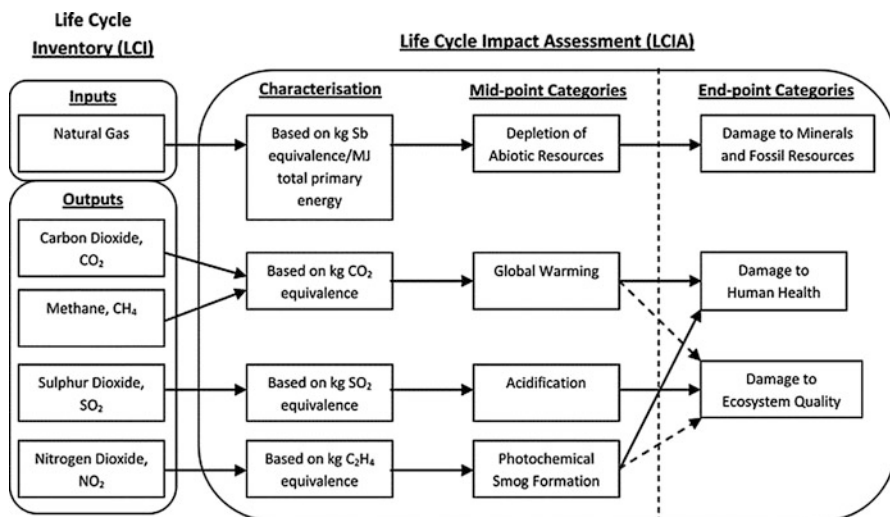 Life Cycle
Inventory (LCI)
Life Cycle Impact Assessment (LCIA)
Inputs
Characterisation
Mid-point Categories
End-point Categories
Natural Gas
Based on kg Sb
equivalence/MJ
total primary
energy
Depletion of
Abiotic Resources
Damage to Minerals
and Fossil Resources
Outputs
Carbon Dioxide,
CO₂
Methane, CH₄
Based on kg CO₂
equivalence
Global Warming
Damage to
Human Health
Sulphur Dioxide,
SO₂
Based on kg SO₂
equivalence
Acidification
Damage to
Ecosystem Quality
Nitrogen Dioxide,
NO₂
Based on kg C₂H₄
equivalence
Photochemical
Smog Formation